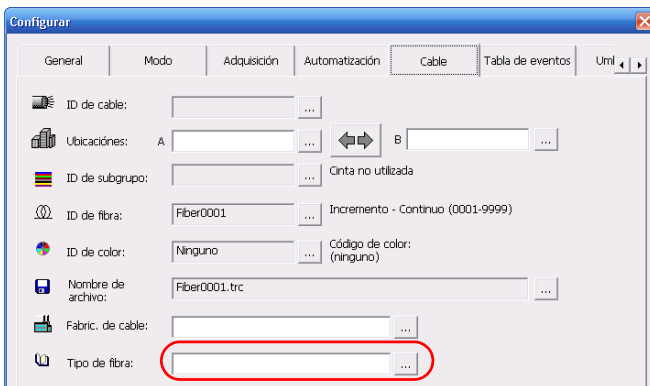 Configurar
General Modo Adquisición Automatización Cable Tabla de eventos Uml
ID de cable: ...
Ubicaciónes: A ... B ...
ID de subgrupo: ... Cinta no utilizada
ID de fibra: Fiber0001 ... Incremento - Continuo (0001-9999)
ID de color: Ninguno ... Código de color:
(ninguno)
Nombre de
archivo: Fiber0001.trc ...
Fabric. de cable: ...
Tipo de fibra: ...